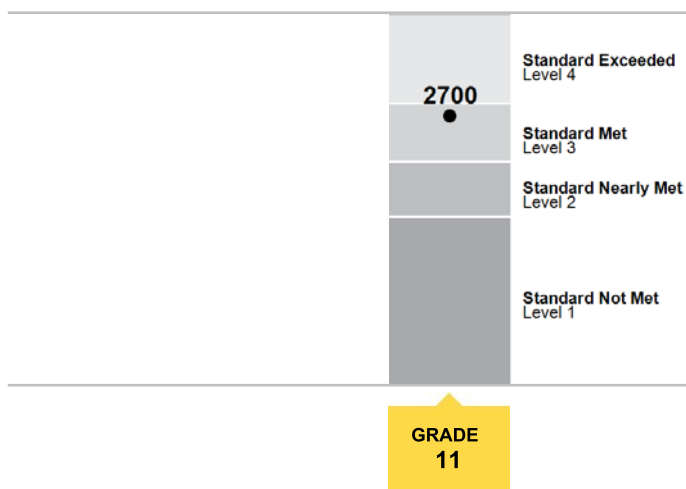 Standard Exceeded
Level 4
2700
Standard Met
Level 3
Standard Nearly Met
Level 2
Standard Not Met
Level 1
GRADE
11